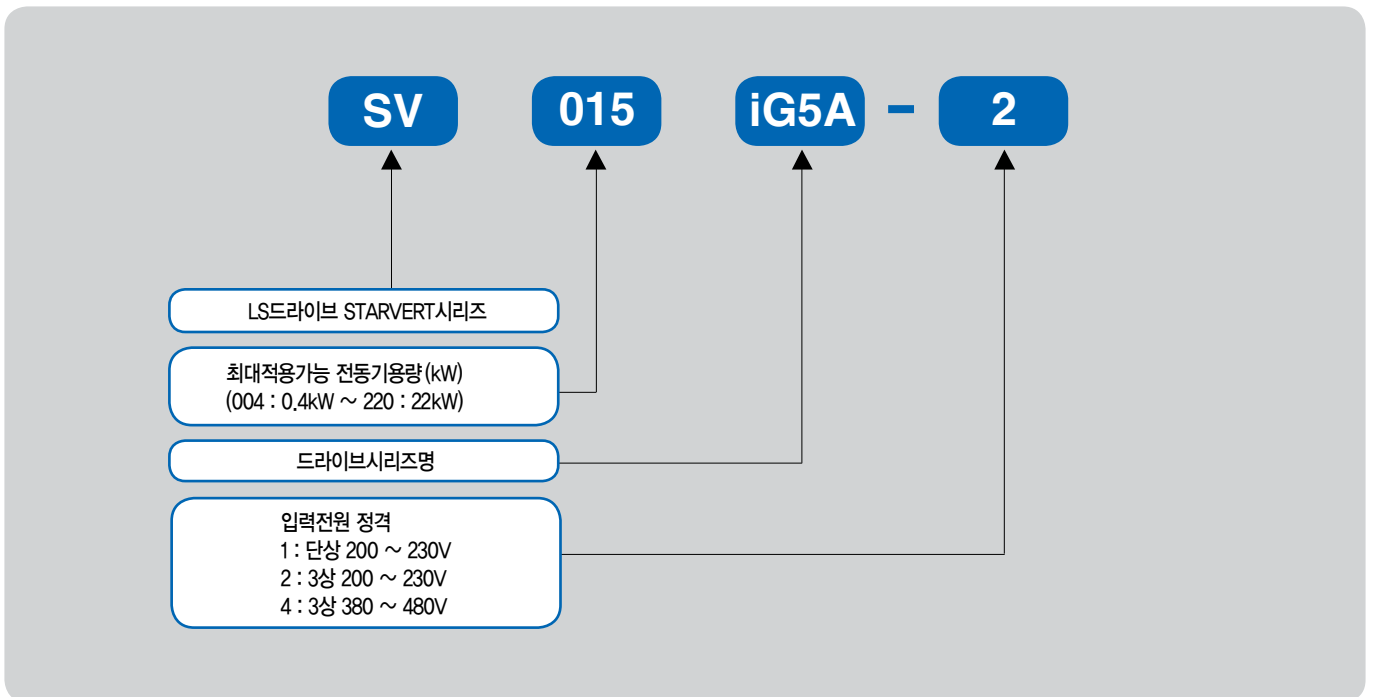 SV 015 iG5A - 2
LS드라이브 STARVERT시리즈
최대적용가능 전동기용량(kW)
(004 : 0.4kW ~ 220 : 22kW)
드라이브시리즈명
입력전원 정격
1 : 단상 200 ~ 230V
2 : 3상 200 ~ 230V
4 : 3상 380 ~ 480V